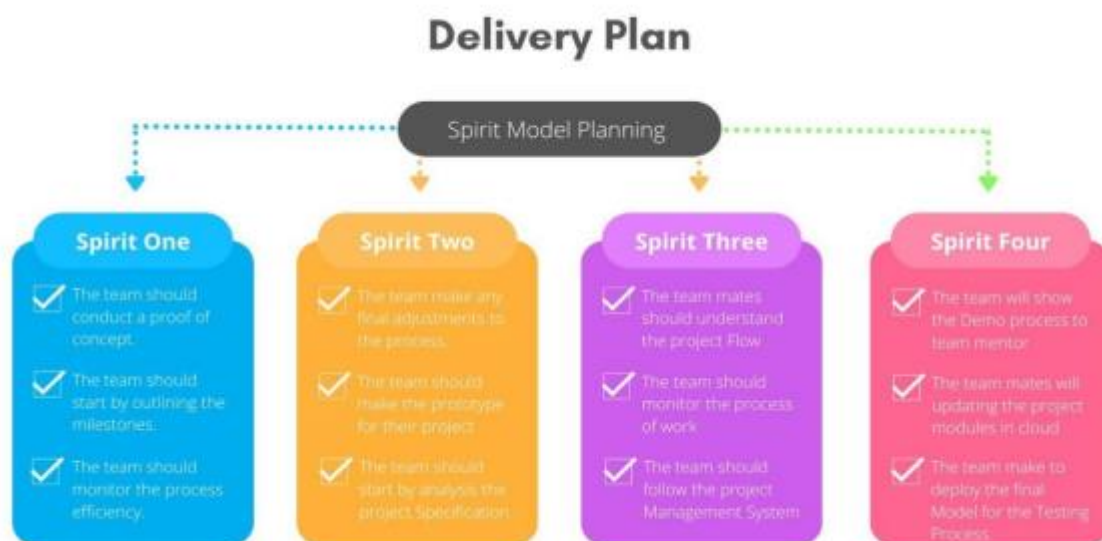 Delivery Plan
Spirit Model Planning
Spirit One
The team should
conduct a proof of
concept.
The team should
start by outlining the
milestones.
The team should
monitor the process
efficiency.
Spirit Two
The team make any
final adjustments to
the process.
The team should
make the prototype
for their project
The team should
start by analysis the
project Specification
Spirit Three
The team mates
should understand
the project Flow
The team should
monitor the process
of work
The team should
follow the project
Management System
Spirit Four
The team will show
the Demo process to
team mentor
The team mates will
updating the project
modules in cloud
The team make to
deploy the final
Model for the Testing
Process